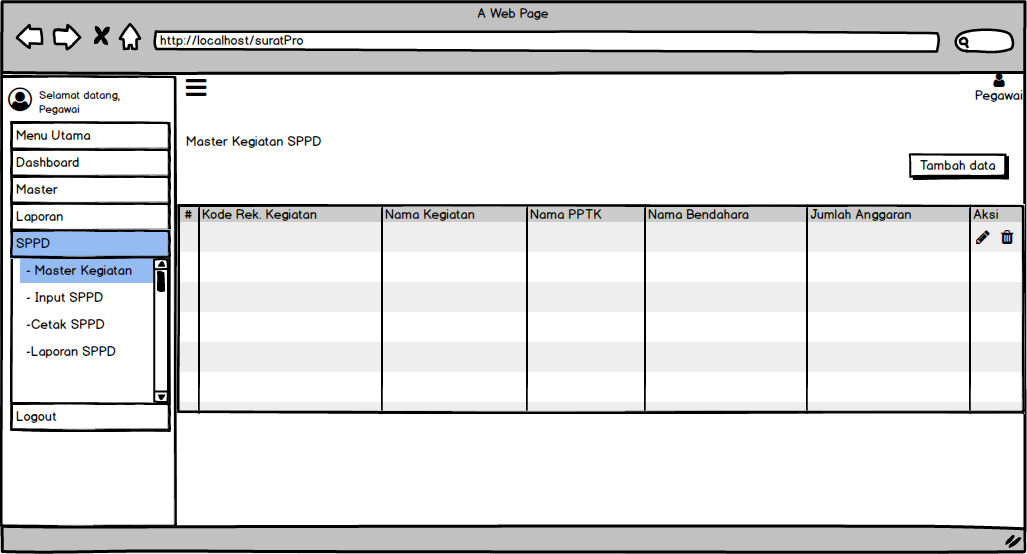 A Web Page
http://localhost/suratPro
Selamat datang,
Pegawai
Pegawai
Menu Utama
Dashboard
Master
Laporan
SPPD
- Master Kegiatan
- Input SPPD
-Cetak SPPD
-Laporan SPPD
Logout
Master Kegiatan SPPD
Tambah data
# Kode Rek. Kegiatan Nama Kegiatan Nama PPTK Nama Bendahara Jumlah Anggaran Aksi